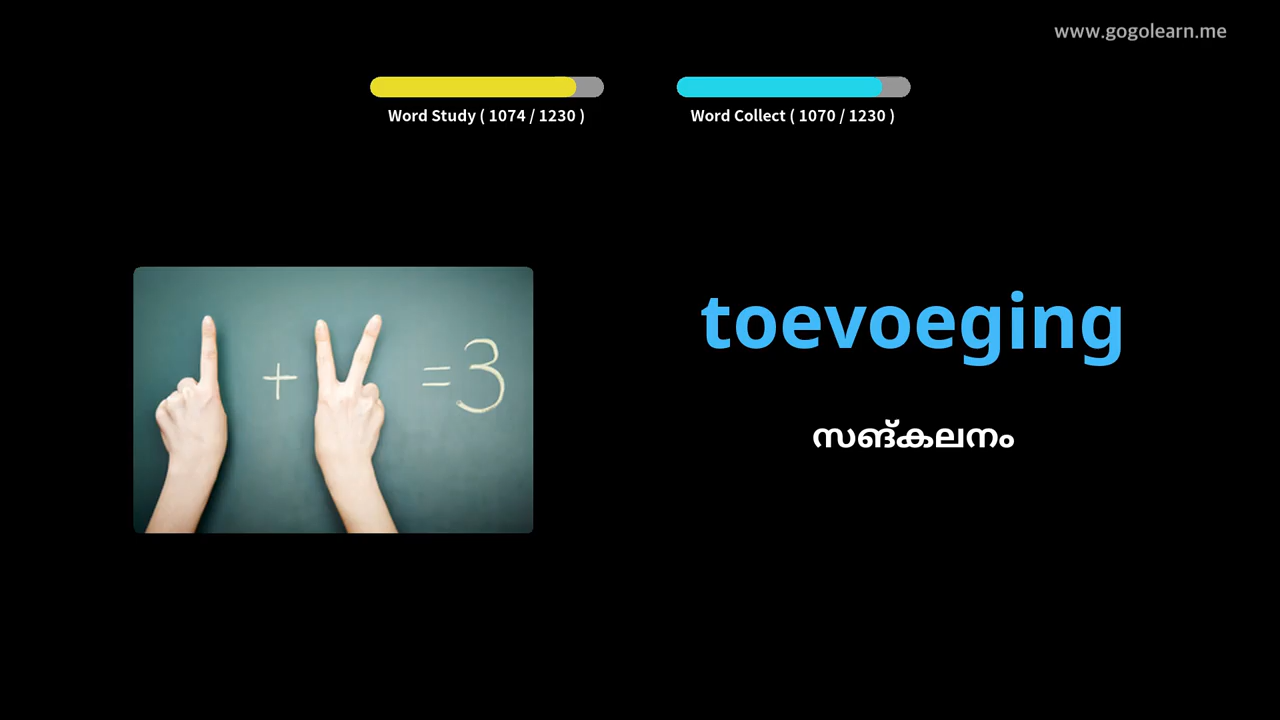 www.gogolearn.me
Word Study ( 1074 / 1230 )
Word Collect ( 1070 / 1230 )
+ = 3
toevoeging
സങ്കലനം